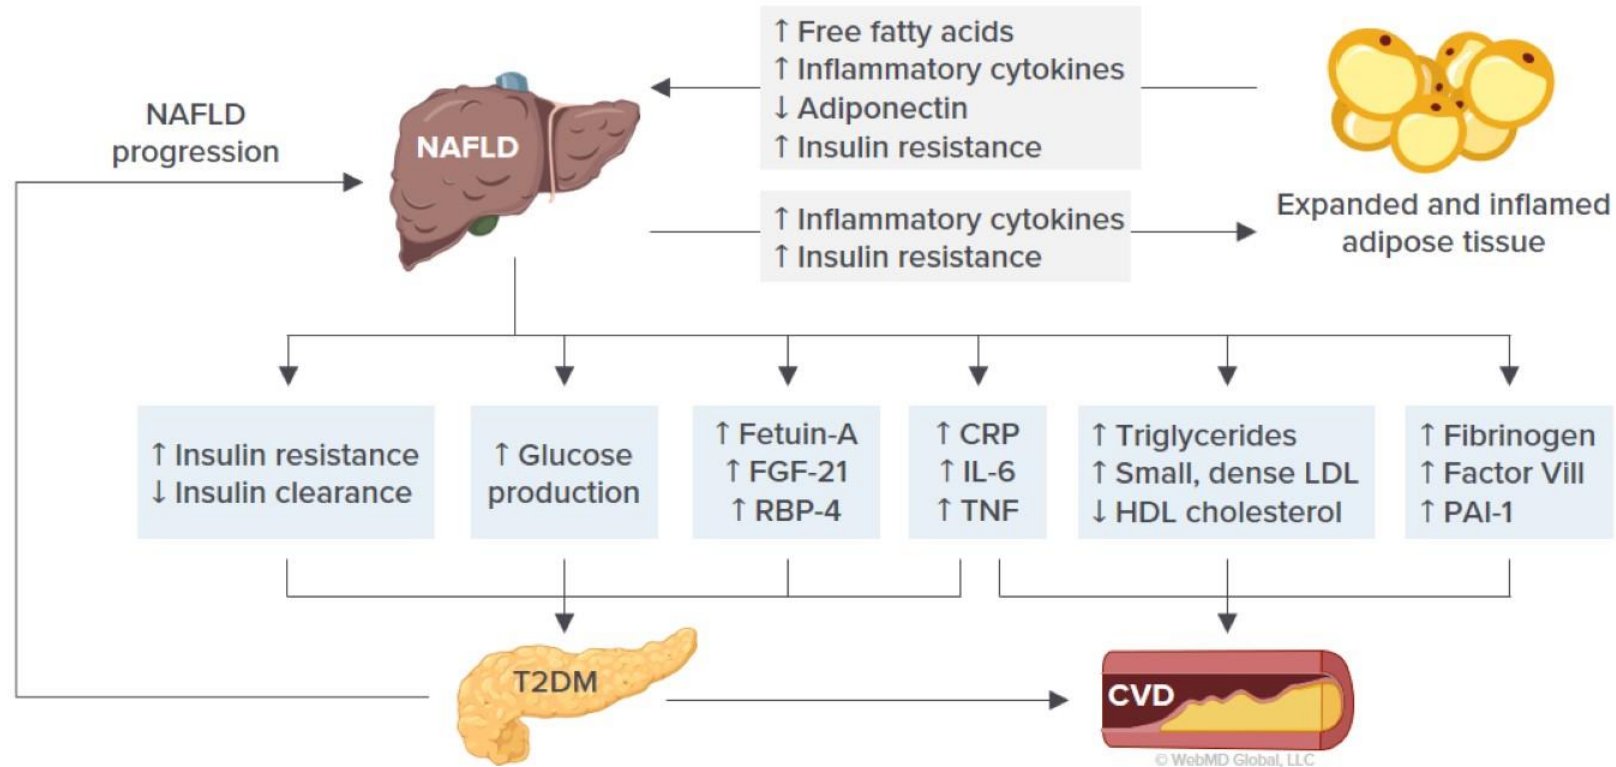 ↑ Free fatty acids
↑ Inflammatory cytokines
↓ Adiponectin
↑ Insulin resistance
NAFLD
progression
NAFLD
↑ Inflammatory cytokines
↑ Insulin resistance
Expanded and inflamed
adipose tissue
↑ Insulin resistance
↓ Insulin clearance
↑ Glucose
production
↑ Fetuin-A
↑ FGF-21
↑ RBP-4
↑ CRP
↑ IL-6
↑ TNF
↑ Triglycerides
↑ Small, dense LDL
↓ HDL cholesterol
↑ Fibrinogen
↑ Factor Vill
↑ PAI-1
T2DM
CVD
© WebMD Global, LLC